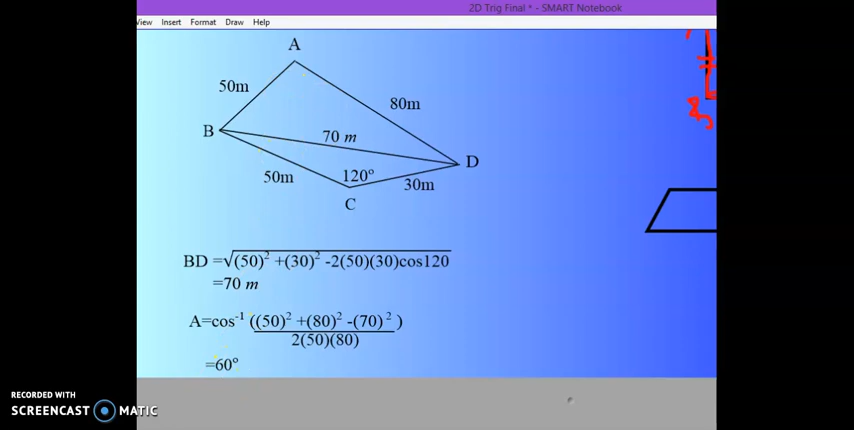 2D Trig Final * - SMART Notebook
View Insert Format Draw Help
A
50m
80m
B
70 m
D
50m
120º
30m
C
BD =√(50)² +(30)² -2(50)(30)cos120
=70 m
A=cos⁻¹ ((50)² +(80)² -(70)²)
2(50)(80)
=60º
RECORDED WITH
SCREENCAST MATIC